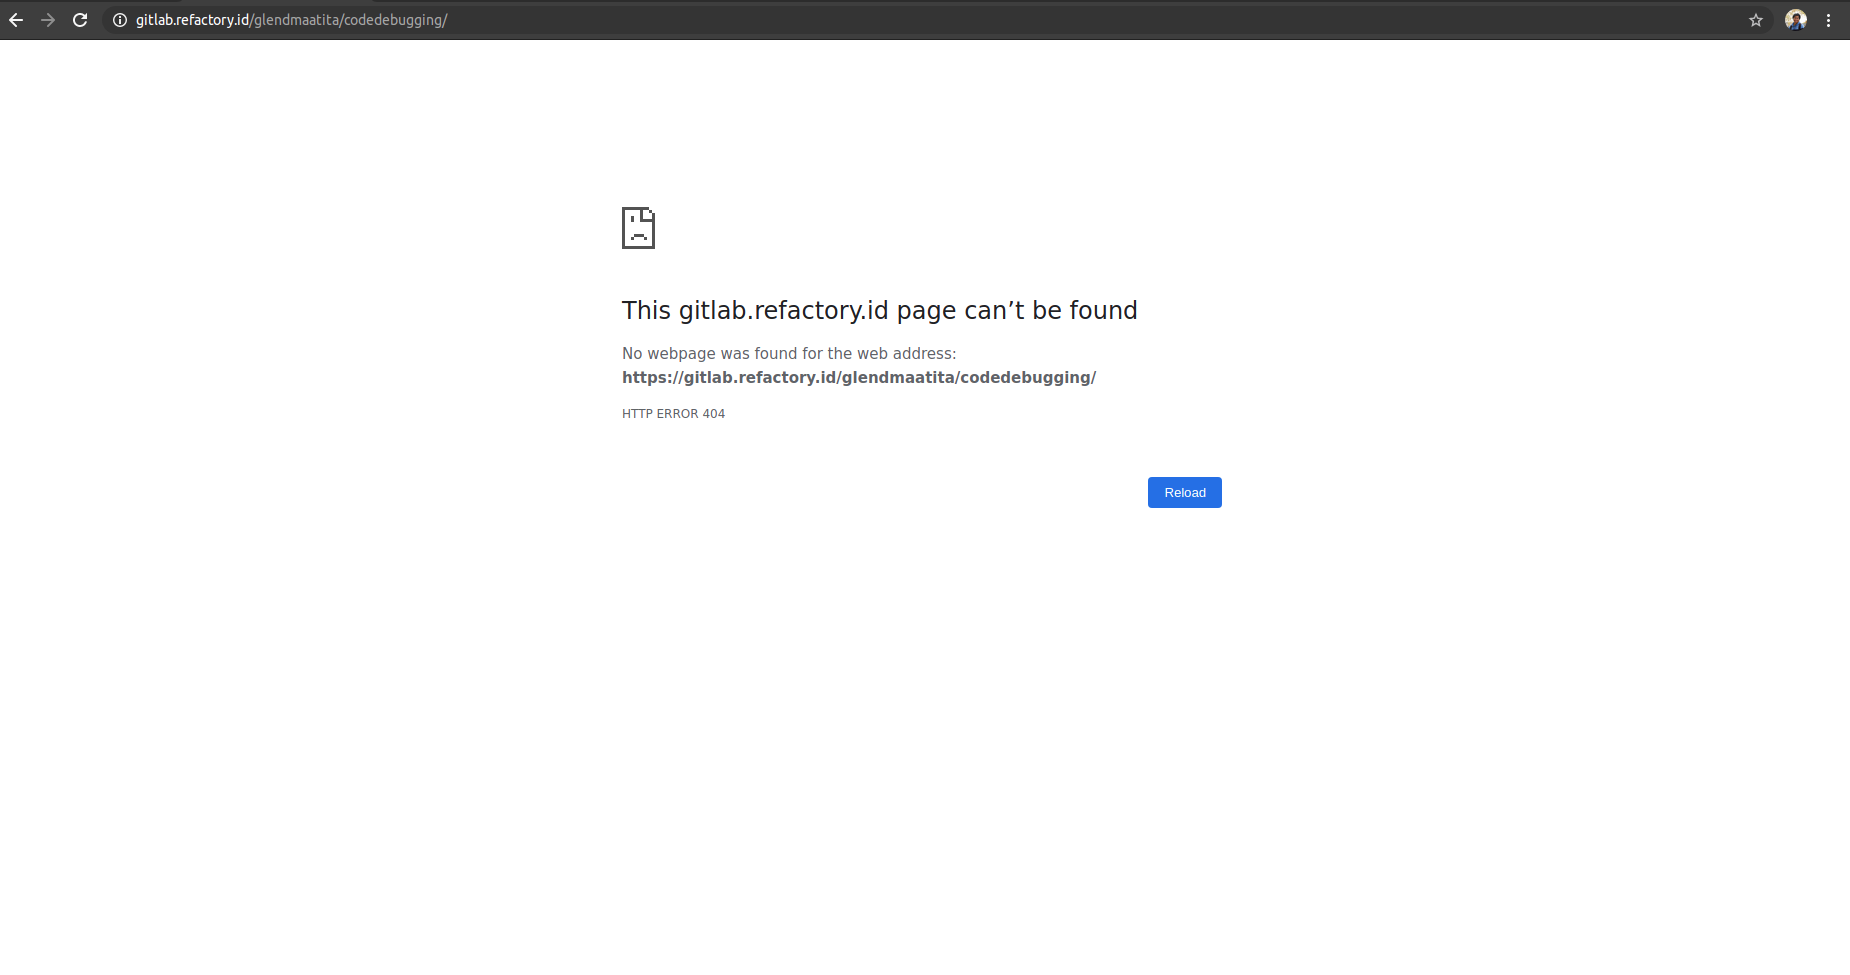 gitlab.refactory.id/glendmaatita/codedebugging/
This gitlab.refactory.id page can’t be found
No webpage was found for the web address:
https://gitlab.refactory.id/glendmaatita/codedebugging/
HTTP ERROR 404
Reload